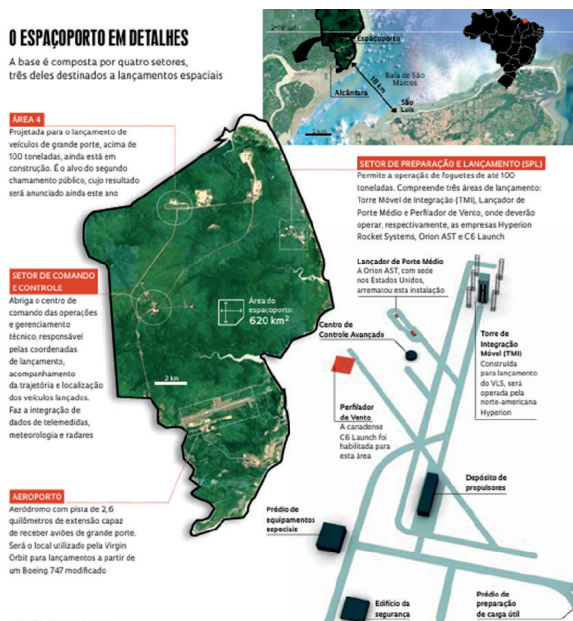 O ESPAÇOPORTO EM DETALHES
A base é composta por quatro setores,
três deles destinados a lançamentos espaciais
Espaçoporto
Alcântara
18 km
Baía de São
Marcos
São
Luís
5 km
ÁREA 4
Projetada para o lançamento de
veículos de grande porte, acima de
100 toneladas, ainda está em
construção. É o alvo do segundo
chamamento público, cujo resultado
será anunciado ainda este ano
SETOR DE COMANDO
E CONTROLE
Abriga o centro de
comando das operações
e gerenciamento
técnico, responsável
pelas coordenadas
de lançamento,
acompanhamento
da trajetória e localização
dos veículos lançados.
Faz a integração de
dados de telemedidas,
meteorologia e radares
AEROPORTO
Aeródromo com pista de 2,6
quilômetros de extensão capaz
de receber aviões de grande porte.
Será o local utilizado pela Virgin
Orbit para lançamentos a partir de
um Boeing 747 modificado
Área do
espaçoporto:
620 km²
2 km
SETOR DE PREPARAÇÃO E LANÇAMENTO (SPL)
Permite a operação de foguetes de até 100
toneladas. Compreende três áreas de lançamento:
Torre Móvel de Integração (TMI), Lançador de
Porte Médio e Perfilador de Vento, onde deverão
operar, respectivamente, as empresas Hyperion
Rocket Systems, Orion AST e C6 Launch
Lançador de Porte Médio
A Orion AST, com sede
nos Estados Unidos,
arrematou esta instalação
Centro de
Controle Avançado
Torre de
Integração
Móvel (TMI)
Construída
para lançamento
do VLS, será
operada pela
norte-americana
Hyperion
Perfilador
de Vento
A canadense
C6 Launch foi
habilitada para
esta área
Depósito de
propulsores
Prédio de
equipamentos
especiais
Edifício da
segurança
Prédio de
preparação
de carga útil